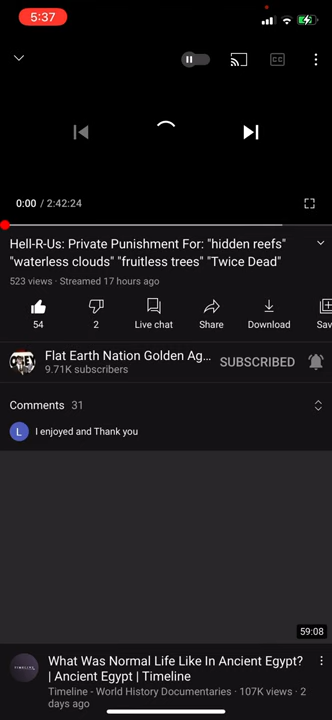 5:37
CC
0:00 / 2:42:24
Hell-R-Us: Private Punishment For: "hidden reefs"
"waterless clouds" "fruitless trees" "Twice Dead"
523 views · Streamed 17 hours ago
54
2
Live chat
Share
Download
Sav
Flat Earth Nation Golden Ag...
SUBSCRIBED
9.71K subscribers
Comments 31
L
I enjoyed and Thank you
59:08
TIMELINE
What Was Normal Life Like In Ancient Egypt?
| Ancient Egypt | Timeline
Timeline - World History Documentaries · 107K views · 2
days ago